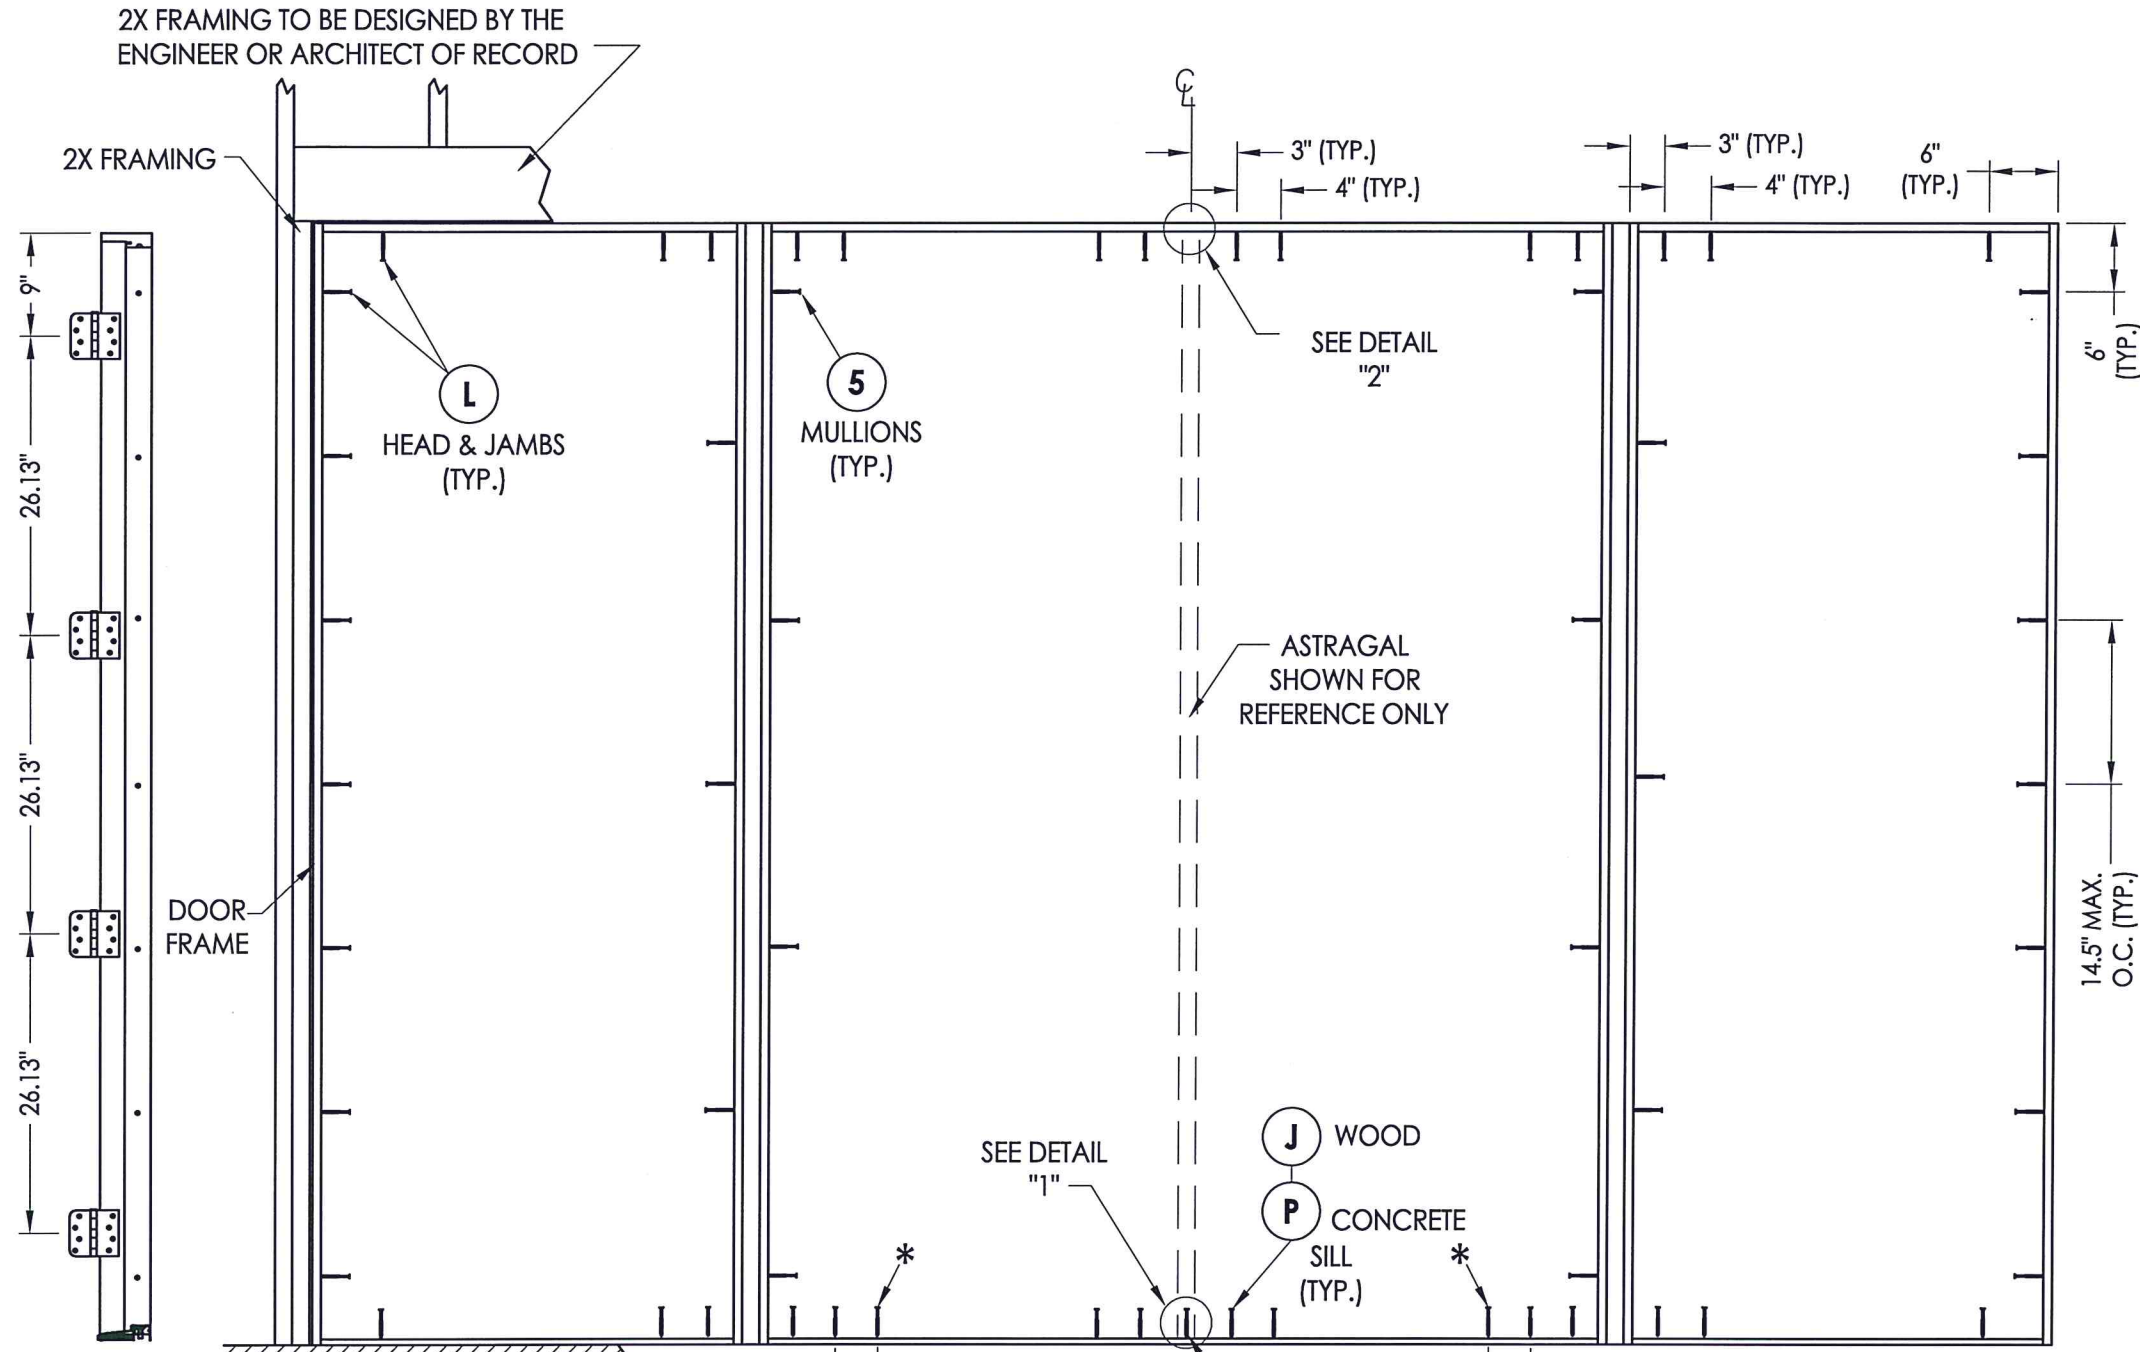 2X FRAMING TO BE DESIGNED BY THE
ENGINEER OR ARCHITECT OF RECORD
2X FRAMING
℄
3" (TYP.)
4" (TYP.)
3" (TYP.)
4" (TYP.)
6"
(TYP.)
9"
26.13"
26.13"
26.13"
L
HEAD & JAMBS
(TYP.)
5
MULLIONS
(TYP.)
SEE DETAIL
"2"
6"
(TYP.)
ASTRAGAL
SHOWN FOR
REFERENCE ONLY
DOOR
FRAME
14.5" MAX.
O.C. (TYP.)
SEE DETAIL
"1"
J WOOD
P CONCRETE
SILL
(TYP.)
*
*